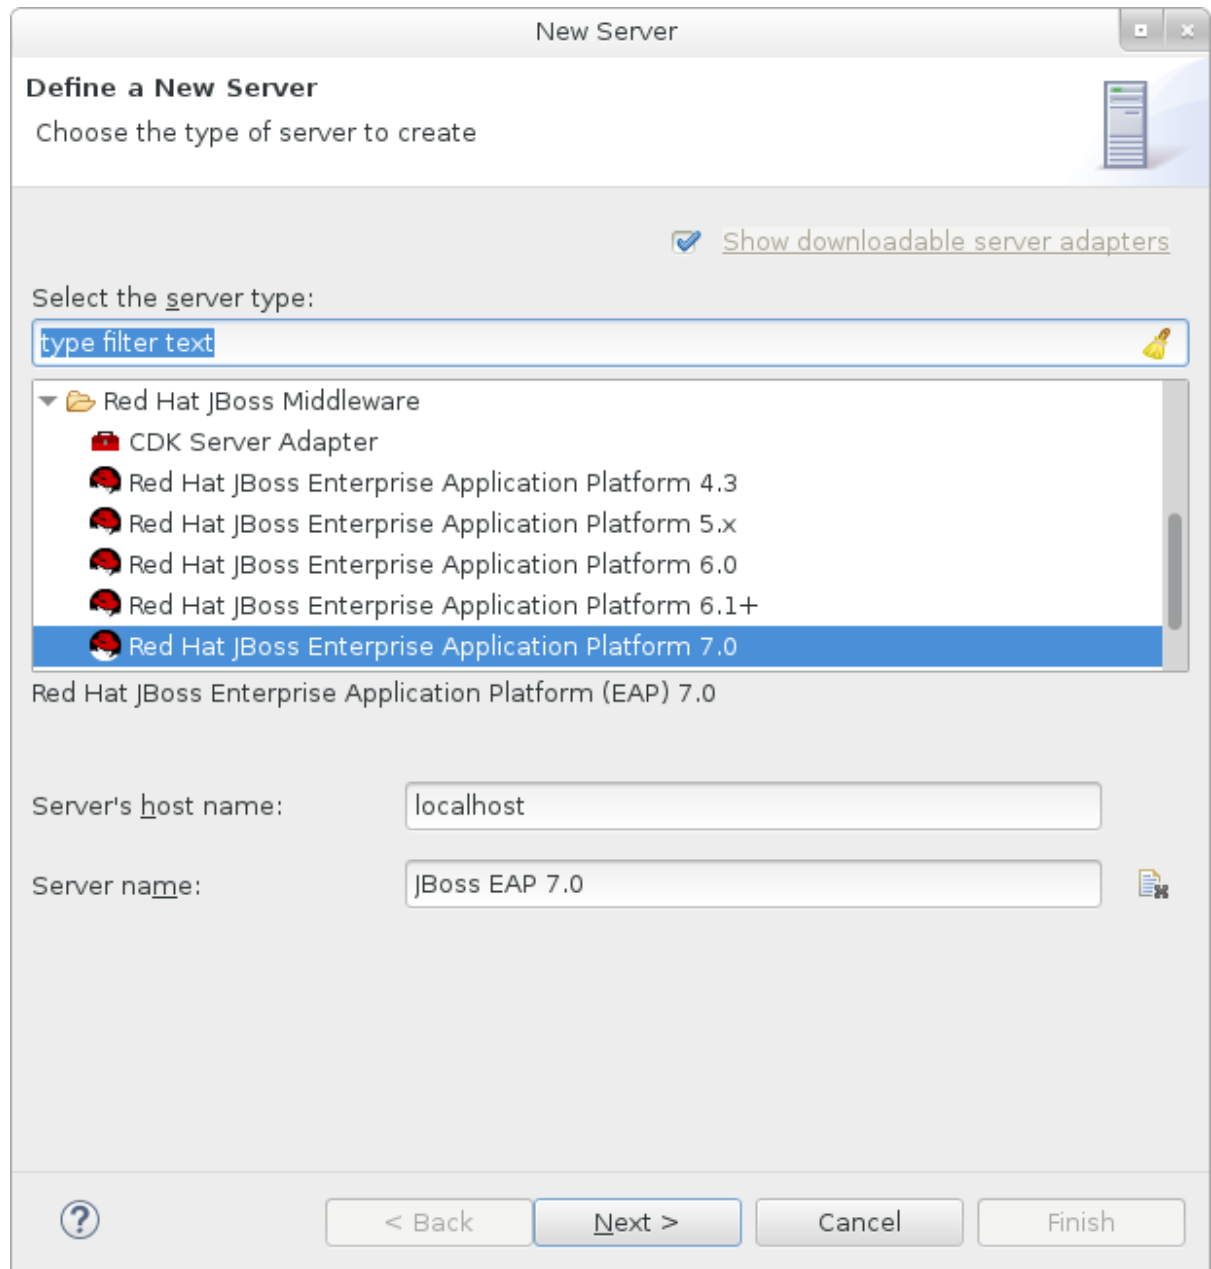 New Server
Define a New Server
Choose the type of server to create
Show downloadable server adapters
Select the server type:
type filter text
Red Hat JBoss Middleware
CDK Server Adapter
Red Hat JBoss Enterprise Application Platform 4.3
Red Hat JBoss Enterprise Application Platform 5.x
Red Hat JBoss Enterprise Application Platform 6.0
Red Hat JBoss Enterprise Application Platform 6.1+
Red Hat JBoss Enterprise Application Platform 7.0
Red Hat JBoss Enterprise Application Platform (EAP) 7.0
Server's host name: localhost
Server name: JBoss EAP 7.0
? < Back Next > Cancel Finish